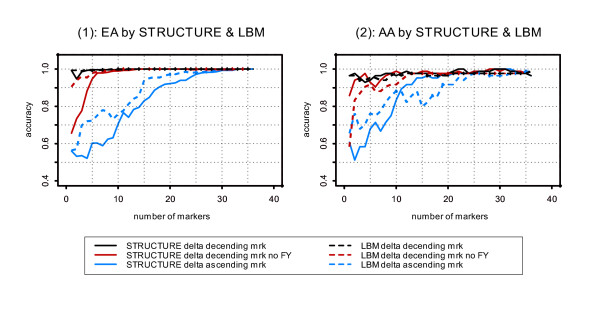 (1): EA by STRUCTURE & LBM
(2): AA by STRUCTURE & LBM
accuracy
1.0
0.8
0.6
0.4
0
10
20
30
40
number of markers
accuracy
1.0
0.8
0.6
0.4
0
10
20
30
40
number of markers
STRUCTURE delta decending mrk
STRUCTURE delta decending mrk no FY
STRUCTURE delta ascending mrk
LBM delta decending mrk
LBM delta decending mrk no FY
LBM delta ascending mrk